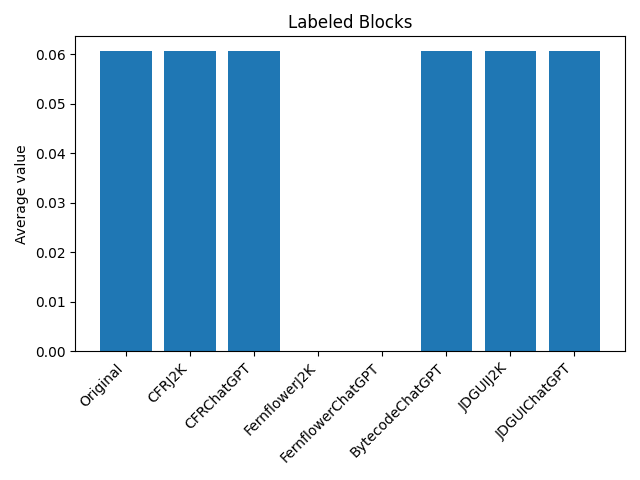 Labeled Blocks
Average value
0.06
0.05
0.04
0.03
0.02
0.01
0.00
Original
CFRJ2K
CFRChatGPT
FernflowerJ2K
FernflowerChatGPT
BytecodeChatGPT
JDGUIJ2K
JDGUIChatGPT